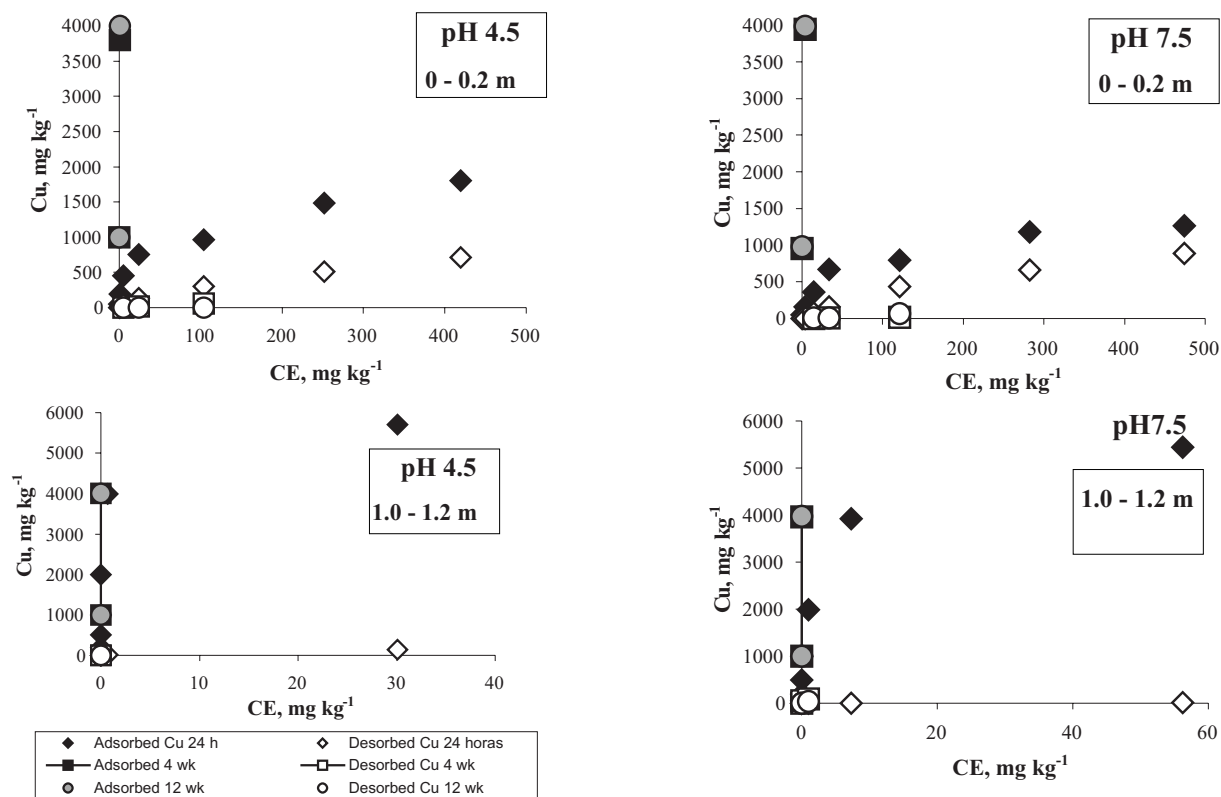 pH 4.5
0 - 0.2 m
Cu, mg kg⁻¹
4000
3500
3000
2500
2000
1500
1000
500
0
0 100 200 300 400 500
CE, mg kg⁻¹
pH 7.5
0 - 0.2 m
Cu, mg kg⁻¹
4000
3500
3000
2500
2000
1500
1000
500
0
0 100 200 300 400 500
CE, mg kg⁻¹
pH 4.5
1.0 - 1.2 m
Cu, mg kg⁻¹
6000
5000
4000
3000
2000
1000
0
0 10 20 30 40
CE, mg kg⁻¹
pH7.5
1.0 - 1.2 m
Cu, mg kg⁻¹
6000
5000
4000
3000
2000
1000
0
0 20 40 60
CE, mg kg⁻¹
Adsorbed Cu 24 h Desorbed Cu 24 horas
Adsorbed 4 wk Desorbed Cu 4 wk
Adsorbed 12 wk Desorbed Cu 12 wk